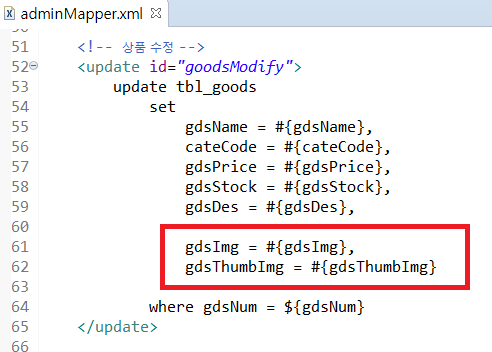 adminMapper.xml
50
51 <!-- 상품 수정 -->
52 <update id="goodsModify">
53 update tbl_goods
54 set
55 gdsName = #{gdsName},
56 cateCode = #{cateCode},
57 gdsPrice = #{gdsPrice},
58 gdsStock = #{gdsStock},
59 gdsDes = #{gdsDes},
60
61 gdsImg = #{gdsImg},
62 gdsThumbImg = #{gdsThumbImg}
63
64 where gdsNum = ${gdsNum}
65 </update>
66